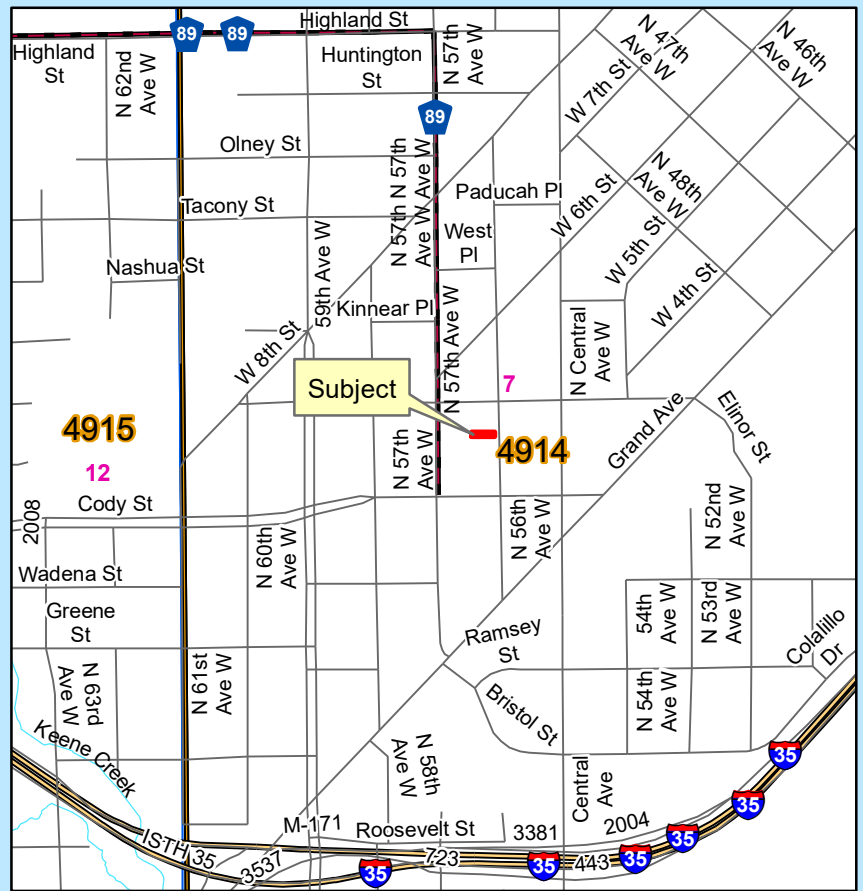 Highland St
89
89
Highland
St
N 62nd
Ave W
Huntington
St
N 57th
Ave W
N 47th
Ave W
N 46th
Ave W
W 7th St
89
Olney St
N 57th
Ave W
N 57th
Ave W
Paducah Pl
N 48th
Ave W
W 6th St
Tacony St
59th Ave W
West
Pl
W 5th St
Nashua St
W 4th St
Kinnear Pl
N 57th Ave W
N Central
Ave W
W 8th St
Subject
7
4915
12
4914
Grand Ave
Elinor St
N 57th
Ave W
Cody St
2008
N 60th
Ave W
N 56th
Ave W
N 52nd
Ave W
Wadena St
Greene
St
54th
Ave W
N 53rd
Ave W
Ramsey
St
Colalillo
Dr
N 63rd
Ave W
N 61st
Ave W
N 54th
Ave W
Bristol St
Keene Creek
N 58th
Ave W
Central
Ave
35
35
M-171
Roosevelt St
3381
2004
35
ISTH 35
3537
723
443
35
35
35